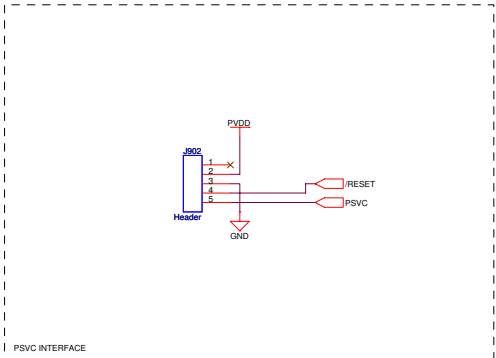 PVDD
J902
1
2
3
4
5
/RESET
PSVC
Header
GND
PSVC INTERFACE